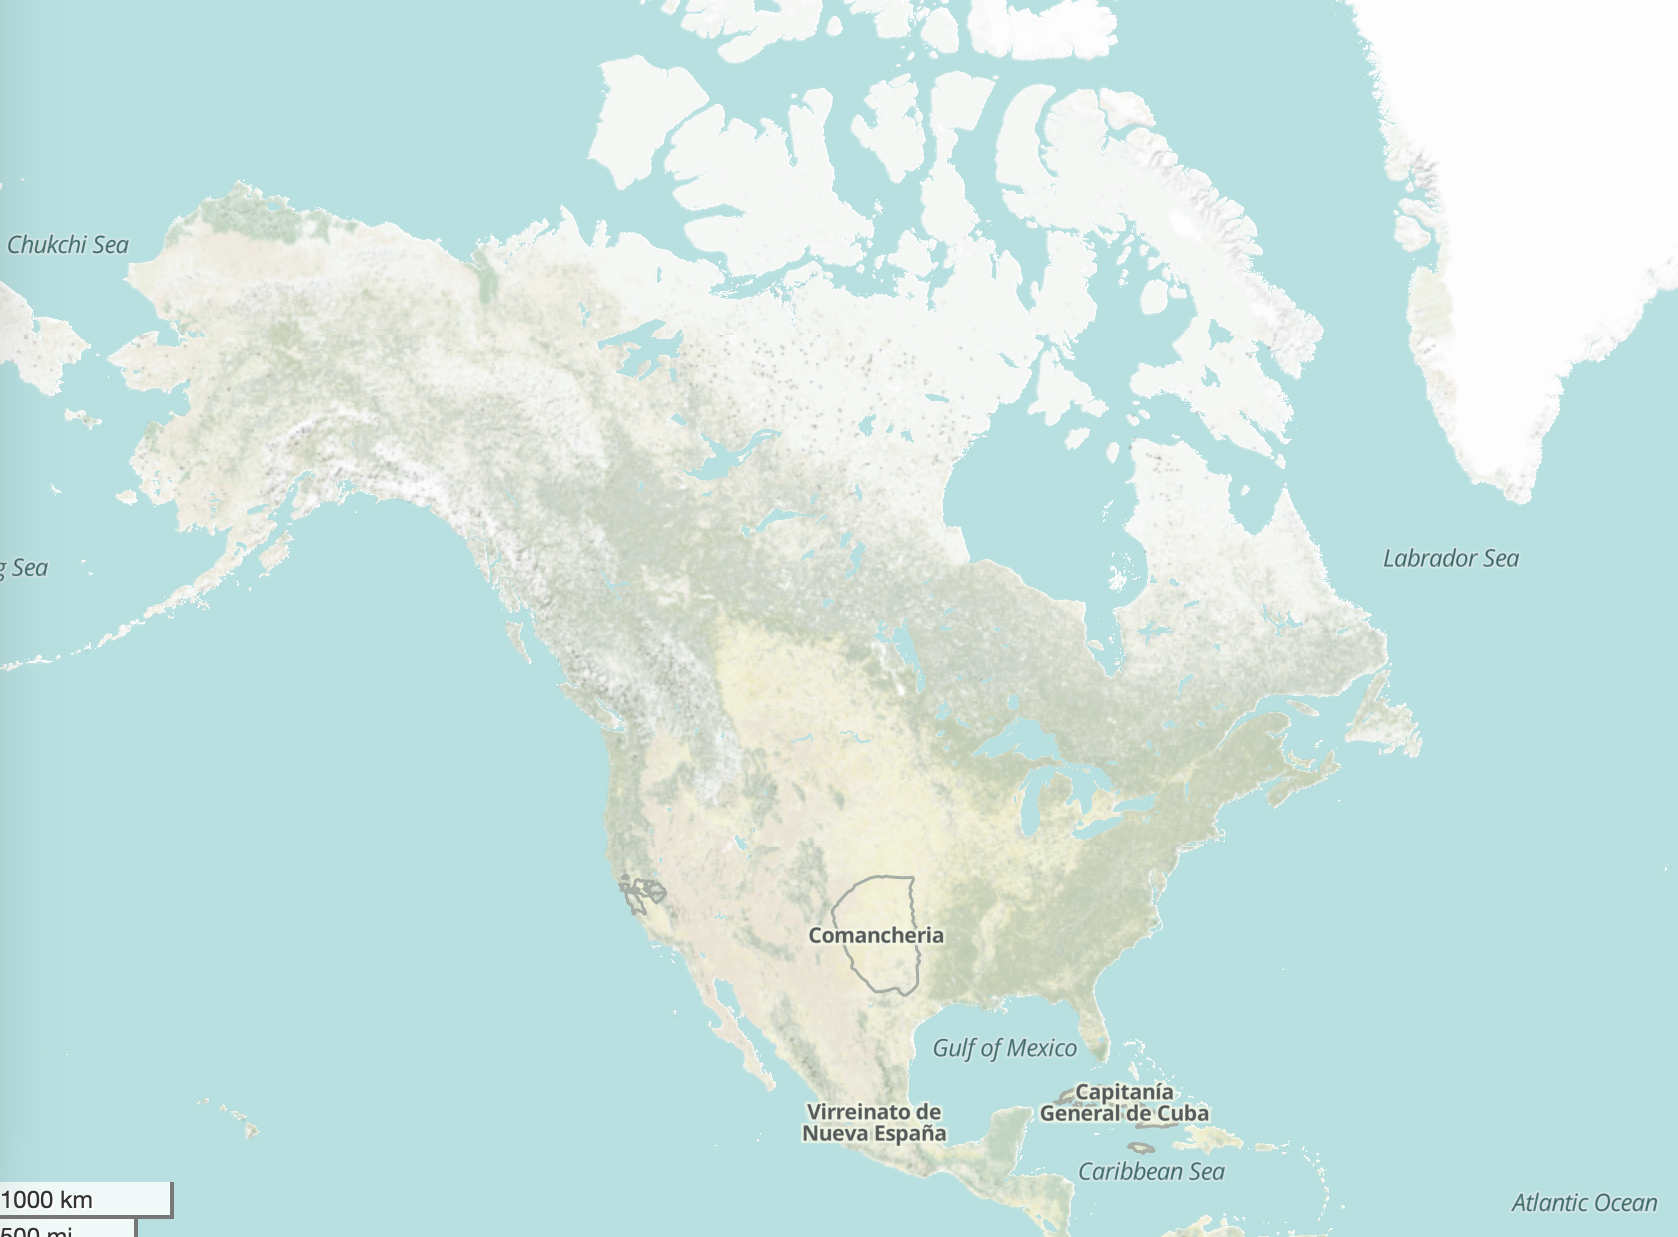 Chukchi Sea
g Sea
Labrador Sea
Comancheria
Gulf of Mexico
Capitanía
General de Cuba
Virreinato de
Nueva España
Caribbean Sea
Atlantic Ocean
1000 km
500 mi